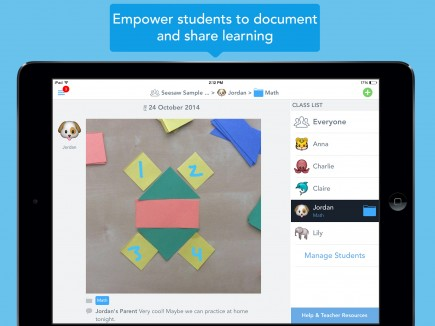 Empower students to document
and share learning
iPad
2:12 PM
Seesaw Sample ... > Jordan > Math
24 October 2014
CLASS LIST
Everyone
Anna
Charlie
Claire
Jordan
Math
Lily
Manage Students
Help & Teacher Resources
Jordan
1 2
3 4
Math
Jordan's Parent Very cool! Maybe we can practice at home
tonight.